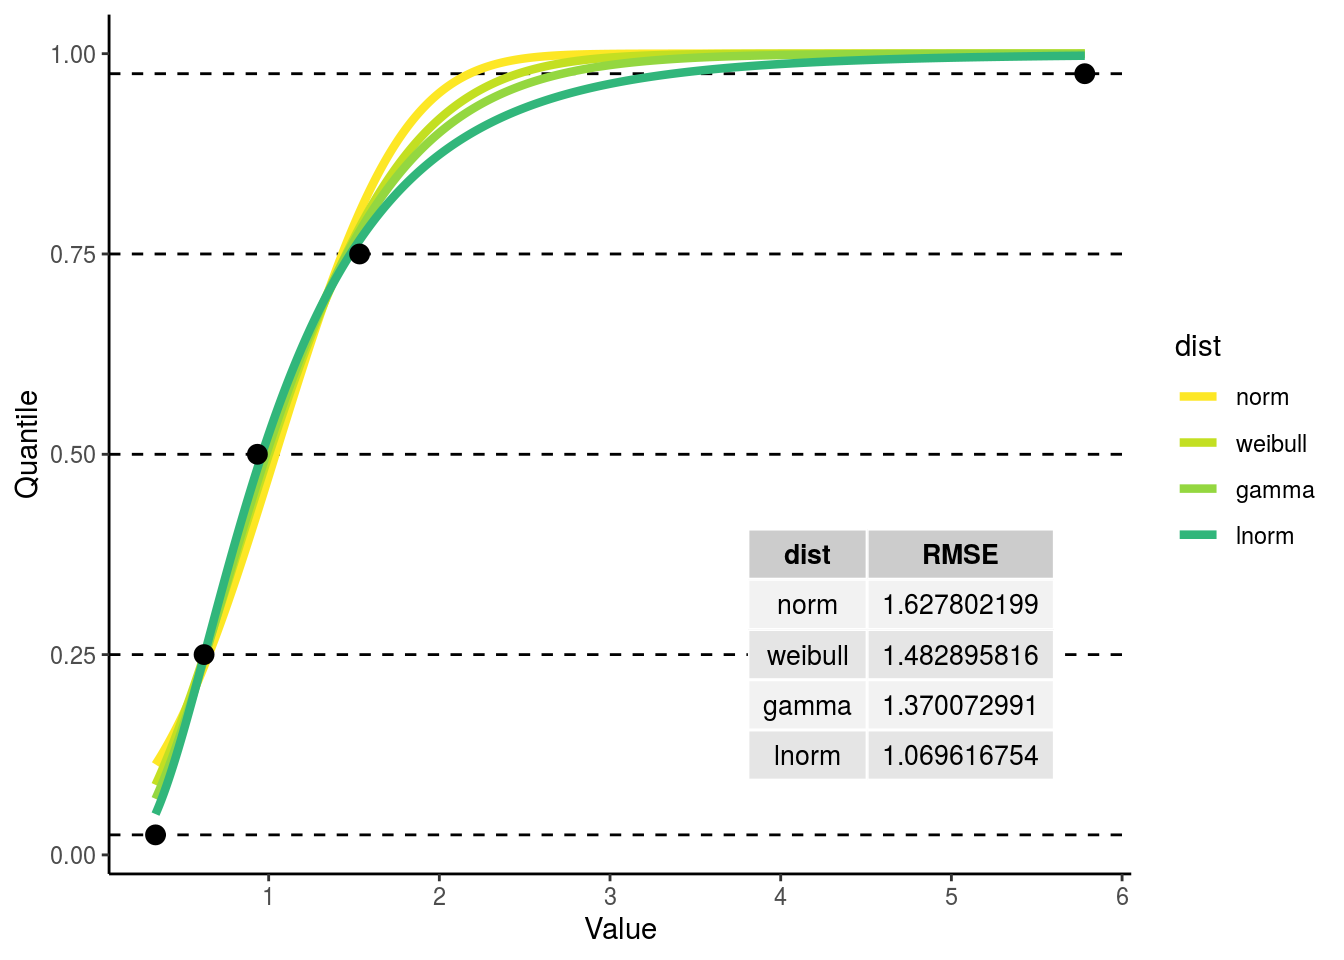 1.00
0.75
0.50
0.25
0.00
Quantile
1 2 3 4 5 6
Value
dist
norm
weibull
gamma
lnorm
dist RMSE
norm 1.627802199
weibull 1.482895816
gamma 1.370072991
lnorm 1.069616754